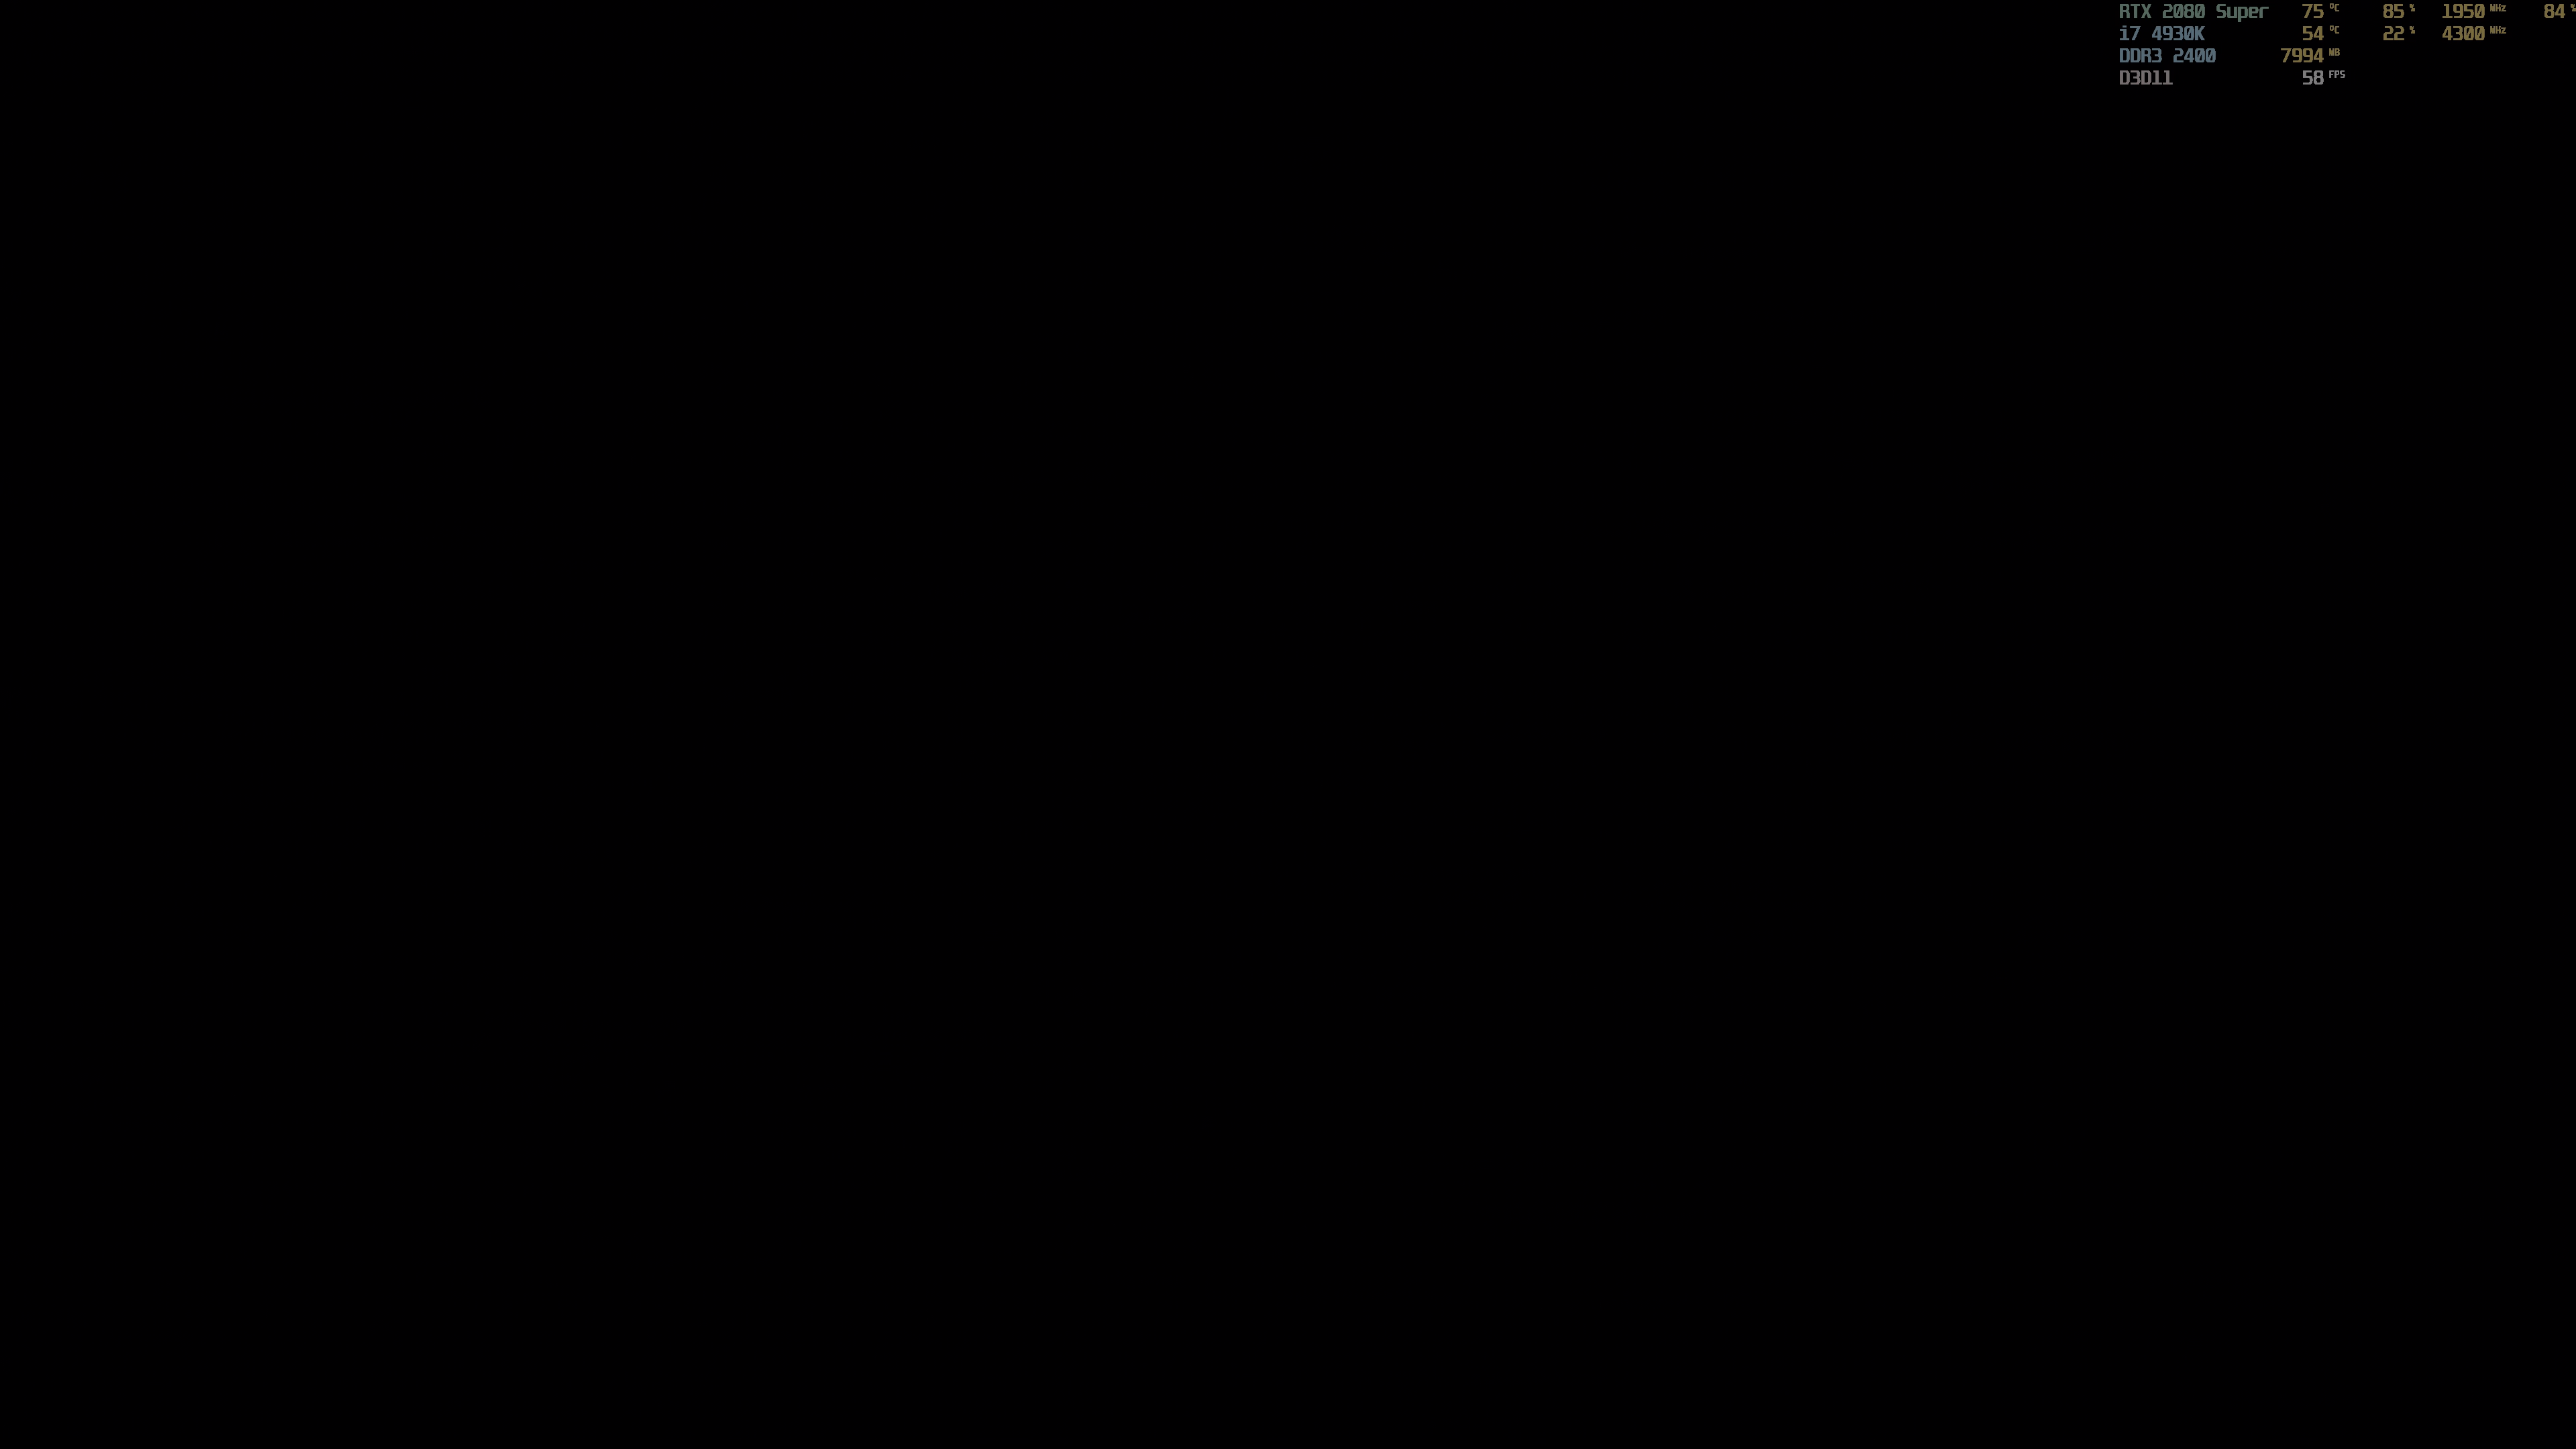 RTX 2080 Super 75 °C 85 % 1950 MHz 84 %
i7 4930K 54 °C 22 % 4300 MHz
DDR3 2400 7994 MB
D3D11 58 FPS